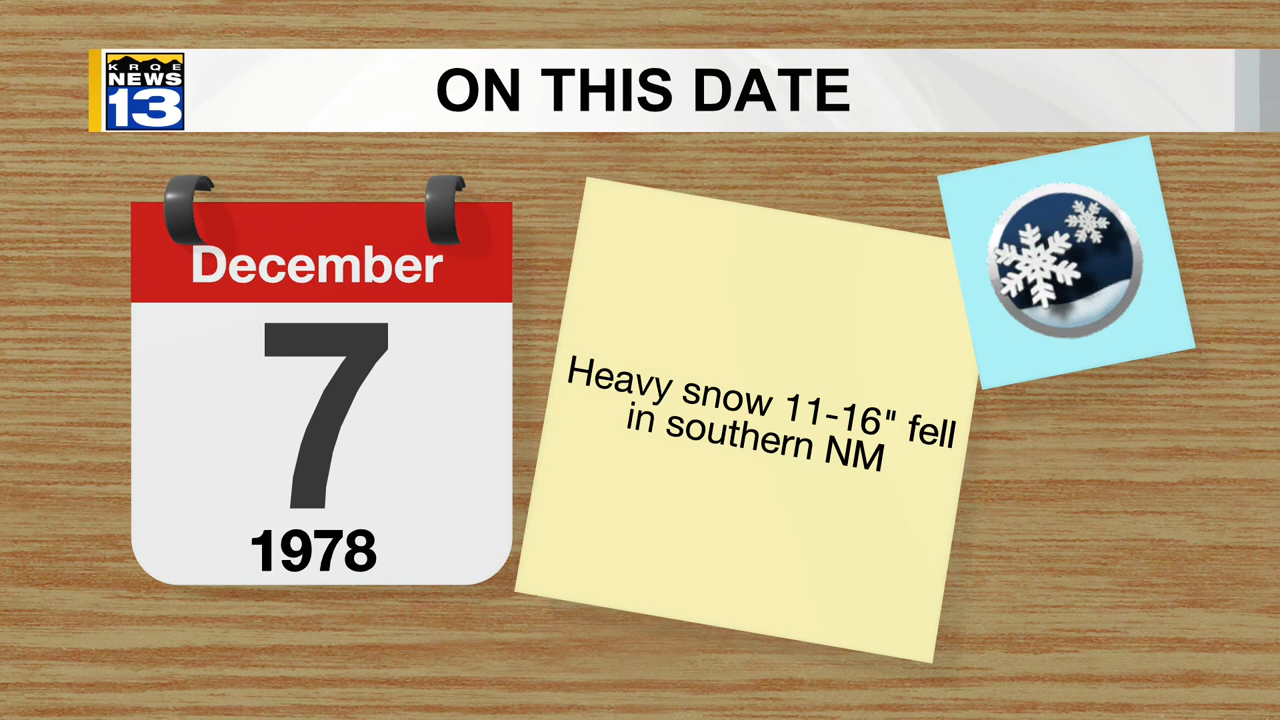 KRQE
NEWS
13
ON THIS DATE
December
7
1978
Heavy snow 11-16" fell
in southern NM